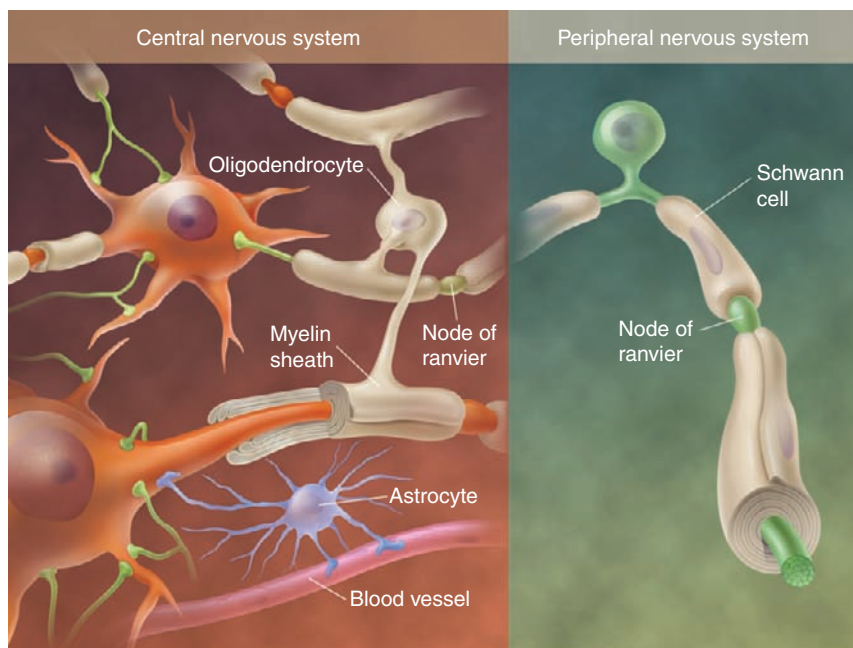 Central nervous system
Peripheral nervous system
Oligodendrocyte
Schwann
cell
Node of
ranvier
Myelin
sheath
Node of
ranvier
Astrocyte
Blood vessel